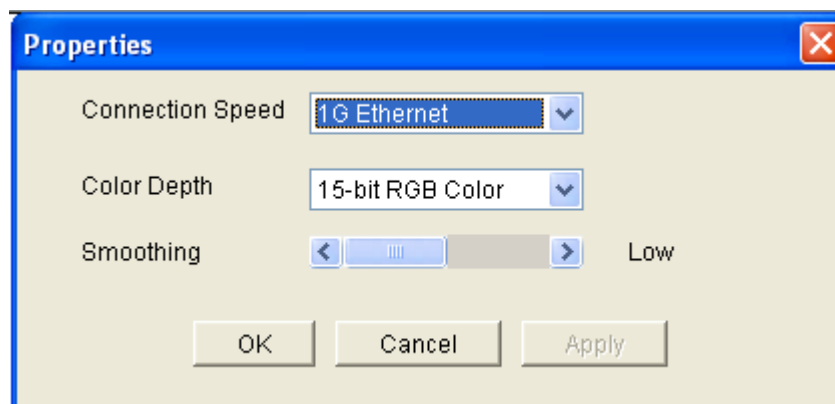 Properties
Connection Speed 1G Ethernet
Color Depth 15-bit RGB Color
Smoothing Low
OK Cancel Apply